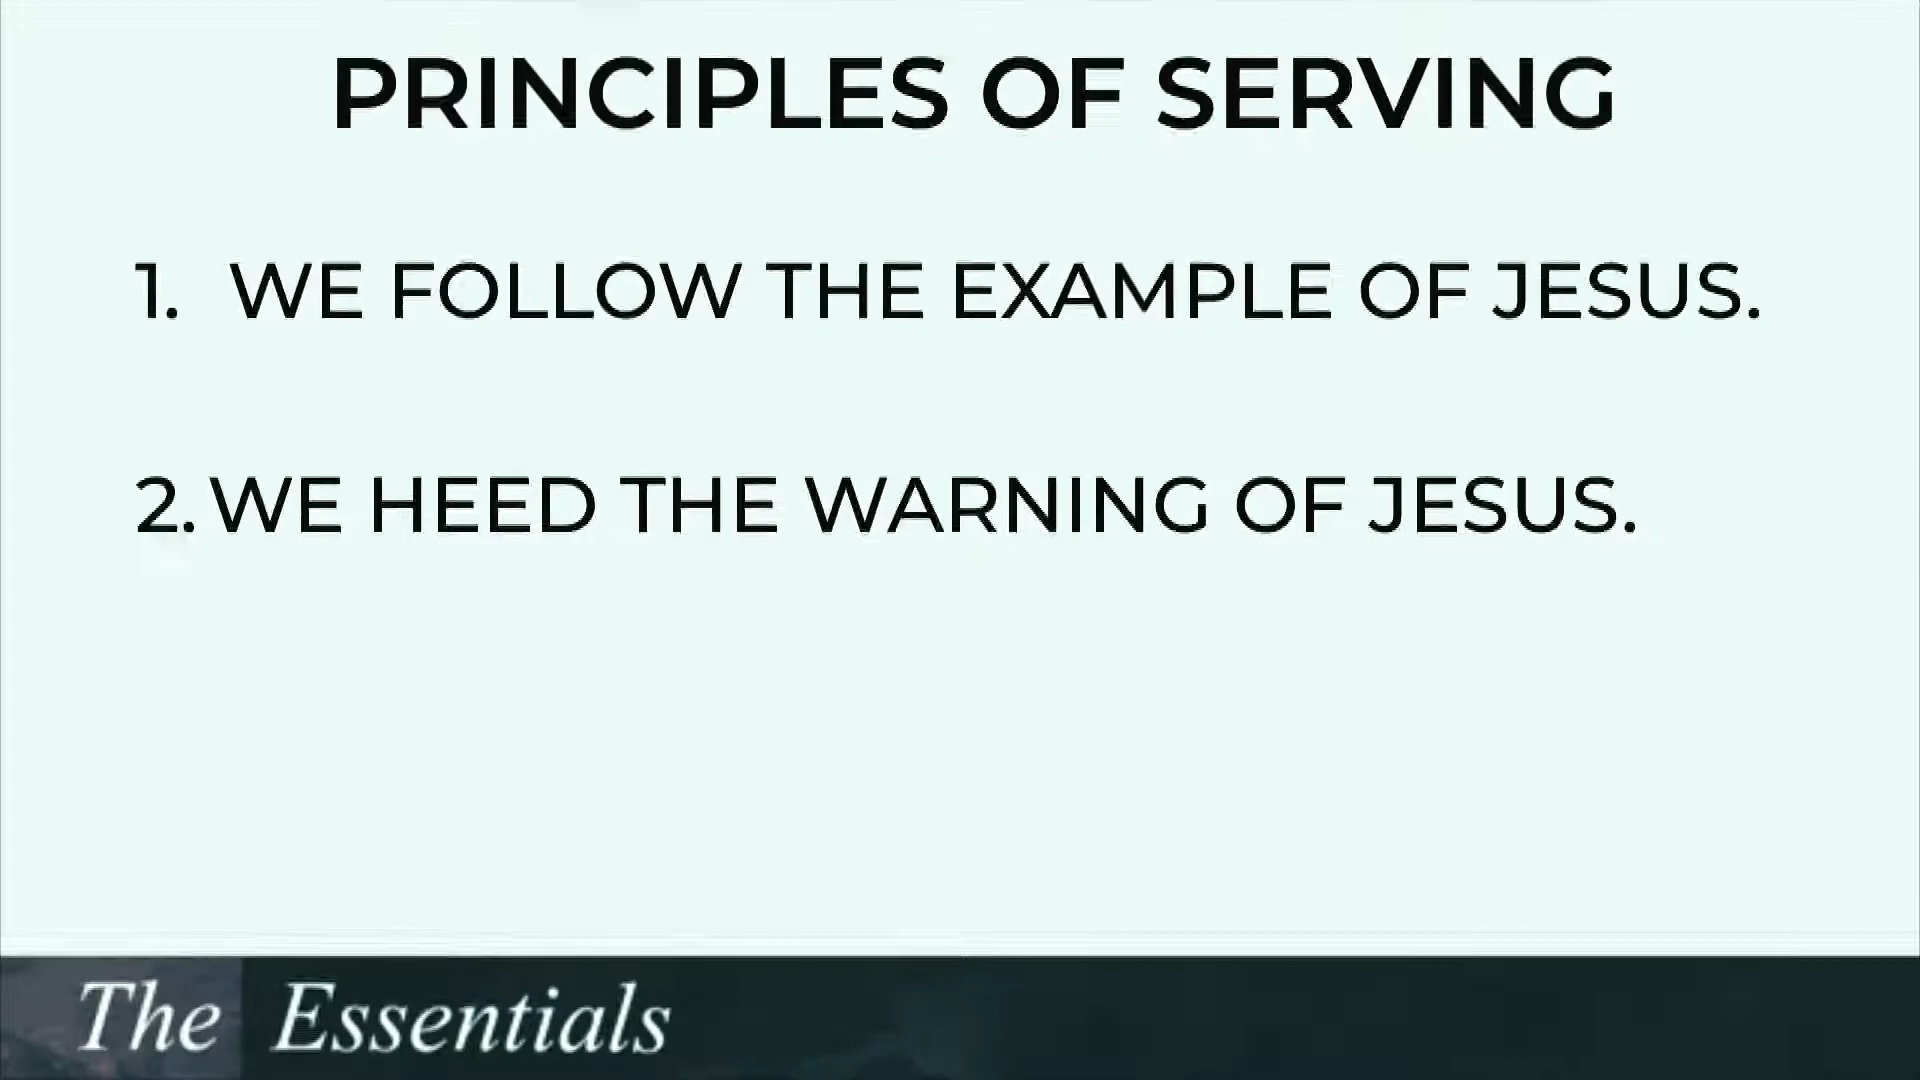 PRINCIPLES OF SERVING
1. WE FOLLOW THE EXAMPLE OF JESUS.
2. WE HEED THE WARNING OF JESUS.
The Essentials